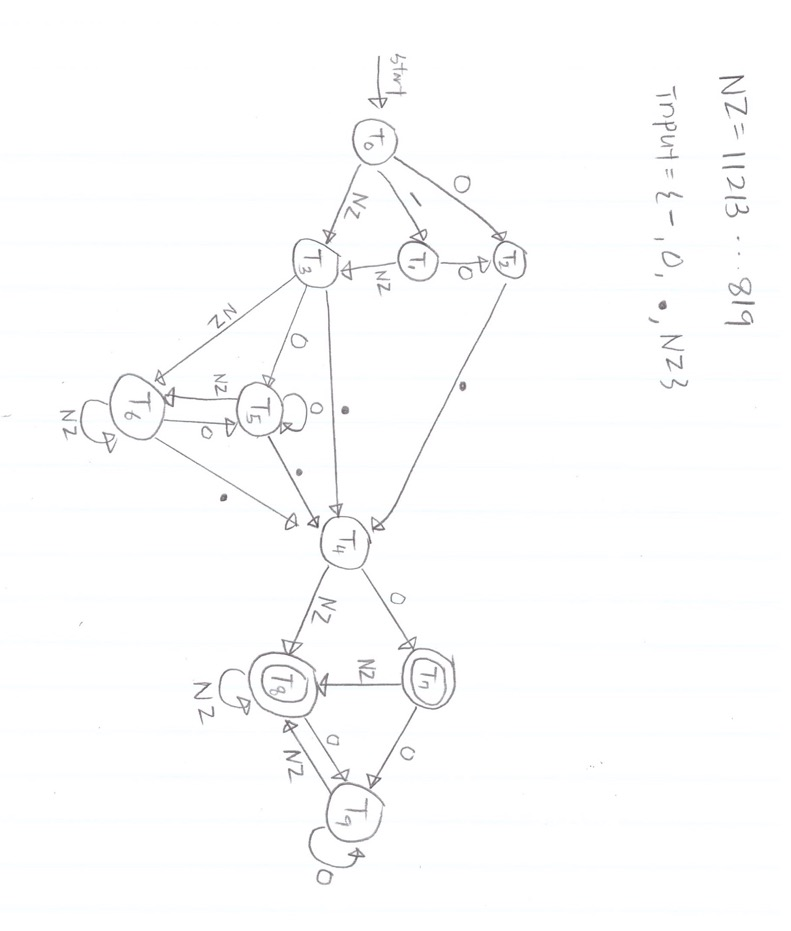 NZ = 1|2|3 ... 8|9
Input = {-, 0, •, NZ}
Start
T0
0
-
NZ
T2
T1
T3
0
NZ
•
NZ
0
•
T6
T5
NZ
0
0
NZ
•
•
T4
0
NZ
T7
T8
NZ
NZ
0
0
NZ
T9
0